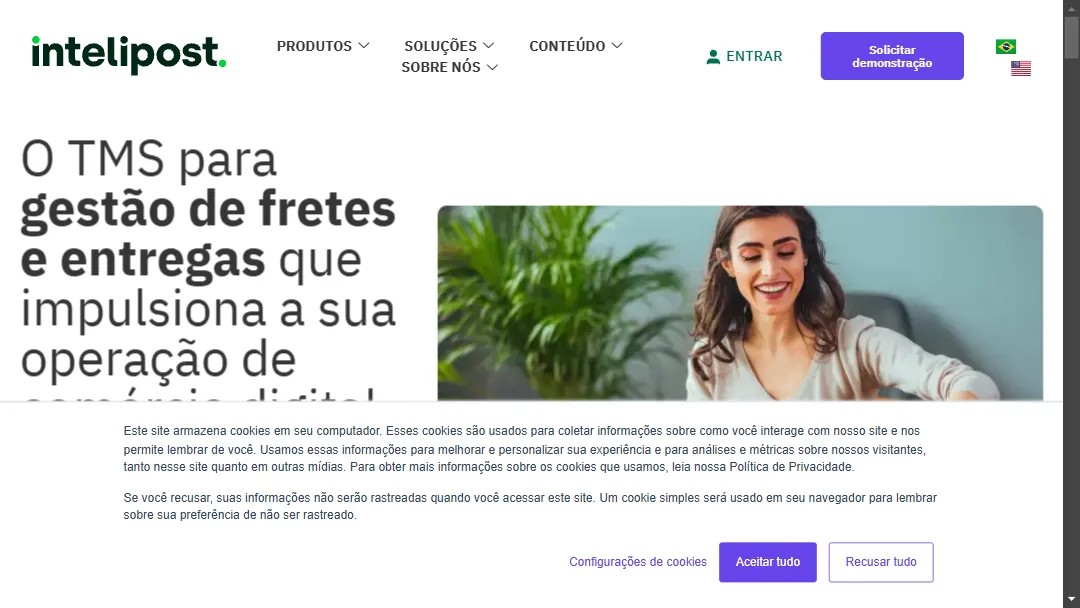 intelipost.
PRODUTOS
SOLUÇÕES
CONTEÚDO
SOBRE NÓS
ENTRAR
Solicitar
demonstração
O TMS para
gestão de fretes
e entregas que
impulsiona a sua
operação de
comércio digital
Este site armazena cookies em seu computador. Esses cookies são usados para coletar informações sobre como você interage com nosso site e nos
permite lembrar de você. Usamos essas informações para melhorar e personalizar sua experiência e para análises e métricas sobre nossos visitantes,
tanto nesse site quanto em outras mídias. Para obter mais informações sobre os cookies que usamos, leia nossa Política de Privacidade.
Se você recusar, suas informações não serão rastreadas quando você acessar este site. Um cookie simples será usado em seu navegador para lembrar
sobre sua preferência de não ser rastreado.
Configurações de cookies
Aceitar tudo
Recusar tudo